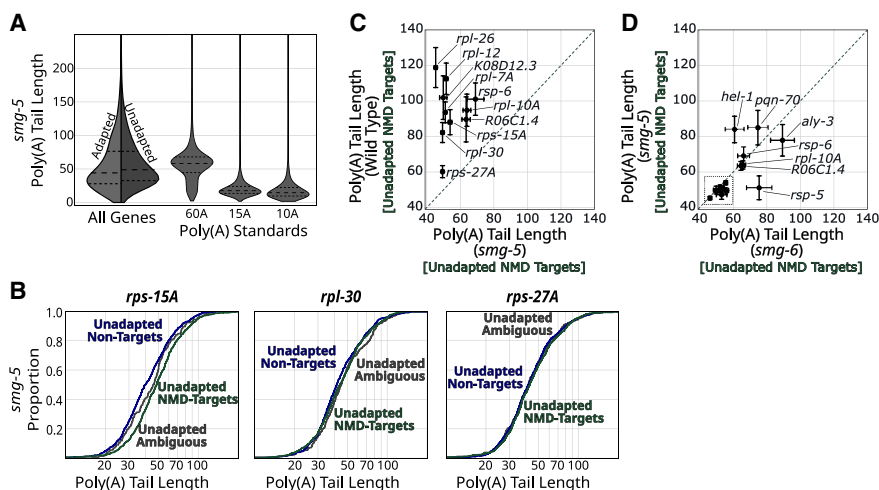 A
smg-5
Poly(A) Tail Length
200
150
100
50
0
Adapted
Unadapted
All Genes
60A
15A
10A
Poly(A) Standards
C
Poly(A) Tail Length
(Wild Type)
[Unadapted NMD Targets]
140
120
100
80
60
40
rpl-26
rpl-12
K08D12.3
rpl-7A
rsp-6
rpl-10A
R06C1.4
rps-15A
rpl-30
rps-27A
40
60
80
100
120
140
Poly(A) Tail Length
(smg-5)
[Unadapted NMD Targets]
D
Poly(A) Tail Length
(smg-5)
[Unadapted NMD Targets]
140
120
100
80
60
40
hel-1
pqn-70
aly-3
rsp-6
rpl-10A
R06C1.4
rsp-5
40
60
80
100
120
140
Poly(A) Tail Length
(smg-6)
[Unadapted NMD Targets]
B
smg-5
Proportion
1.0
0.8
0.6
0.4
0.2
rps-15A
Unadapted
Non-Targets
Unadapted
NMD-Targets
Unadapted
Ambiguous
20 30 50 70 100
Poly(A) Tail Length
rpl-30
Unadapted
Non-Targets
Unadapted
Ambiguous
Unadapted
NMD-Targets
20 30 50 70 100
Poly(A) Tail Length
rps-27A
Unadapted
Ambiguous
Unadapted
Non-Targets
Unadapted
NMD-Targets
20 30 50 70 100
Poly(A) Tail Length